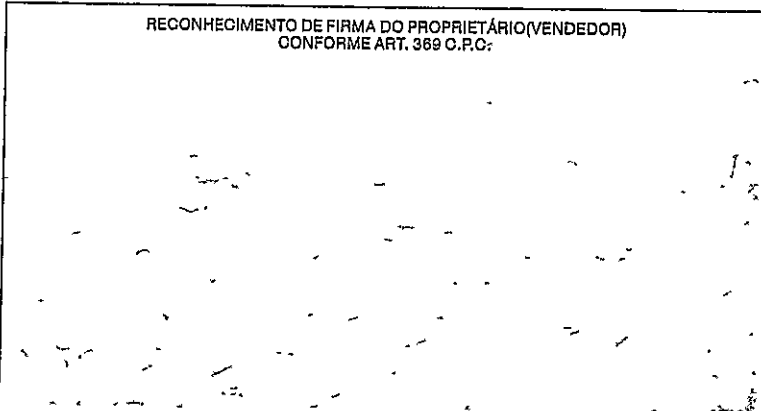 RECONHECIMENTO DE FIRMA DO PROPRIETÁRIO(VENDEDOR)
CONFORME ART. 369 C.P.C.